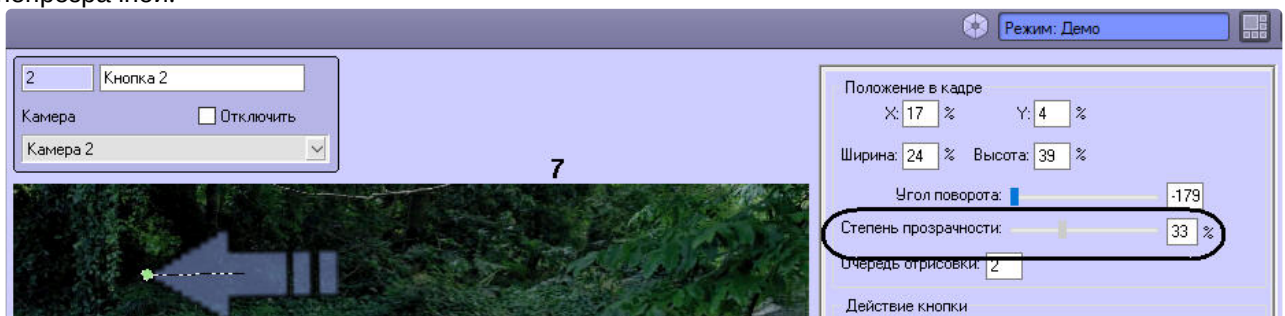 Режим: Демо
2 Кнопка 2
Камера Отключить
Камера 2
7
Положение в кадре
X: 17 % Y: 4 %
Ширина: 24 % Высота: 39 %
Угол поворота: -179
Степень прозрачности: 33 %
Очередь отрисовки: 2
Действие кнопки